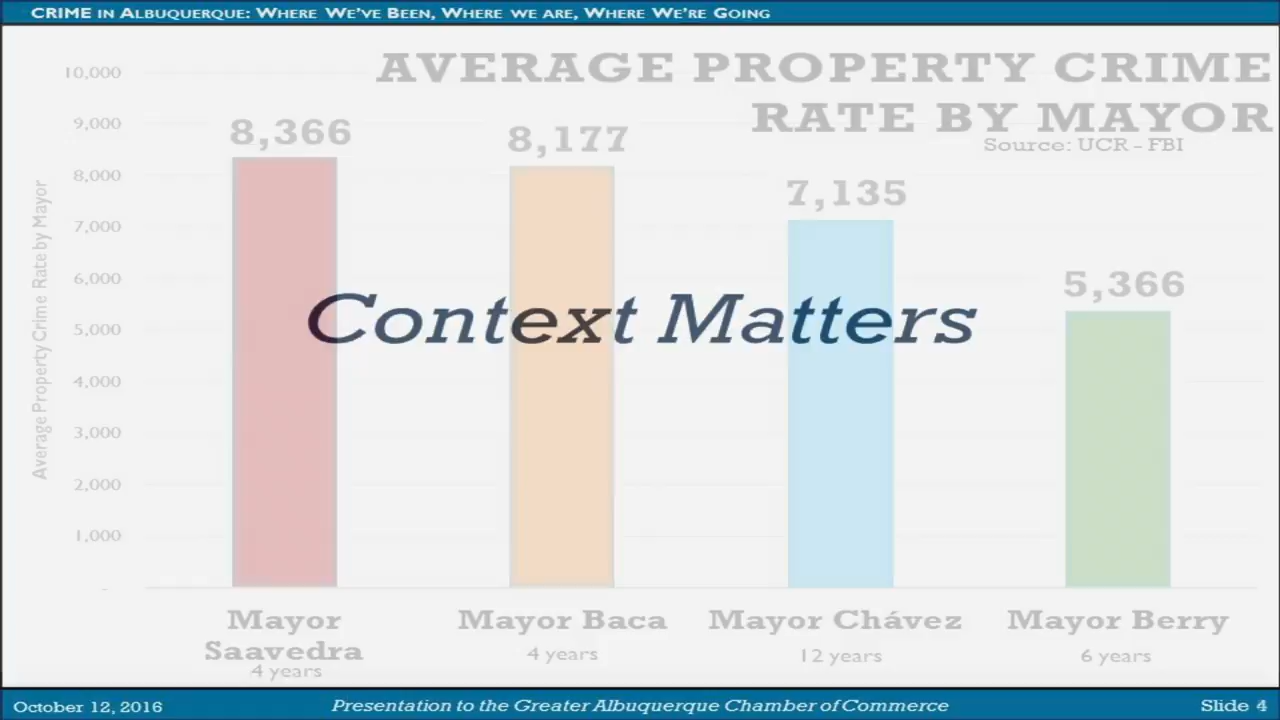 CRIME IN ALBUQUERQUE: WHERE WE'VE BEEN, WHERE WE ARE, WHERE WE'RE GOING
AVERAGE PROPERTY CRIME
RATE BY MAYOR
Source: UCR - FBI
Average Property Crime Rate by Mayor
10,000
9,000
8,000
7,000
6,000
5,000
4,000
3,000
2,000
1,000
-
8,366
8,177
7,135
5,366
Context Matters
Mayor
Saavedra
4 years
Mayor Baca
4 years
Mayor Chávez
12 years
Mayor Berry
6 years
October 12, 2016
Presentation to the Greater Albuquerque Chamber of Commerce
Slide 4